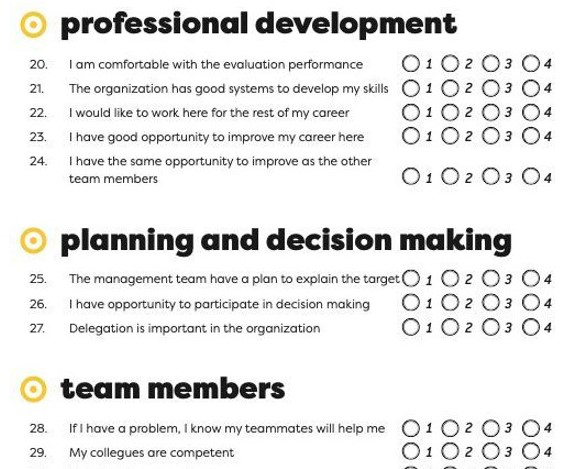 professional development
20. I am comfortable with the evaluation performance 1 2 3 4
21. The organization has good systems to develop my skills 1 2 3 4
22. I would like to work here for the rest of my career 1 2 3 4
23. I have good opportunity to improve my career here 1 2 3 4
24. I have the same opportunity to improve as the other
team members 1 2 3 4
planning and decision making
25. The management team have a plan to explain the target 1 2 3 4
26. I have opportunity to participate in decision making 1 2 3 4
27. Delegation is important in the organization 1 2 3 4
team members
28. If I have a problem, I know my teammates will help me 1 2 3 4
29. My collegues are competent 1 2 3 4